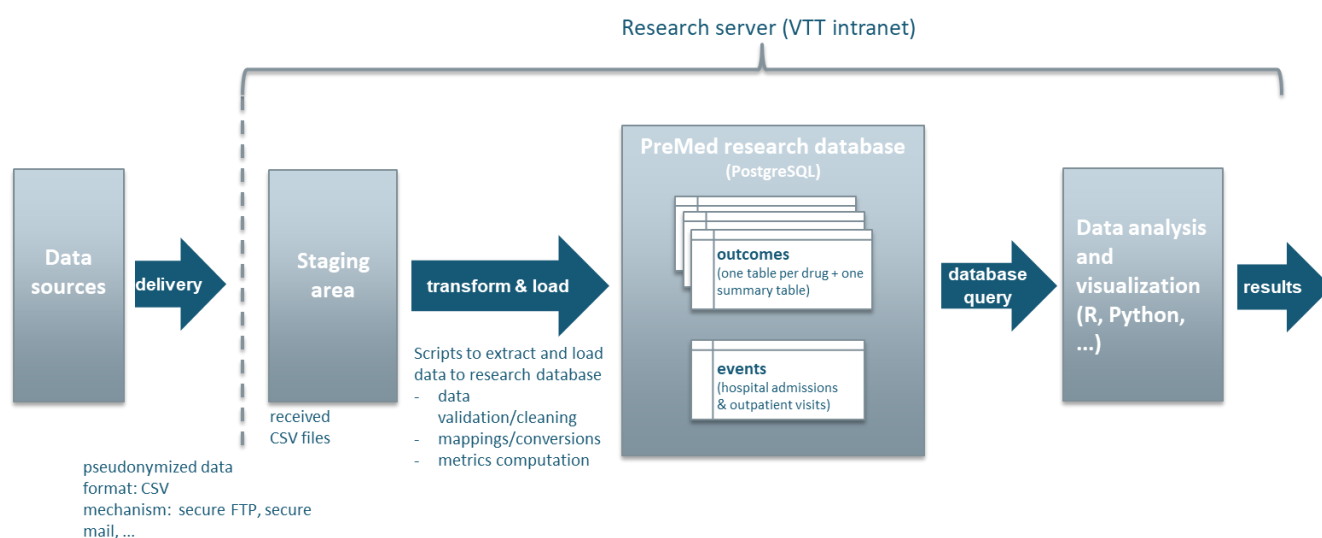 Research server (VTT intranet)
Data
sources
delivery
pseudonymized data
format: CSV
mechanism:  secure FTP, secure
mail, ...
Staging
area
received
CSV files
transform & load
Scripts to extract and load
data to research database
- data
validation/cleaning
- mappings/conversions
- metrics computation
PreMed research database
(PostgreSQL)
outcomes
(one table per drug + one
summary table)
events
(hospital admissions
& outpatient visits)
database
query
Data analysis
and
visualization
(R, Python,
...)
results